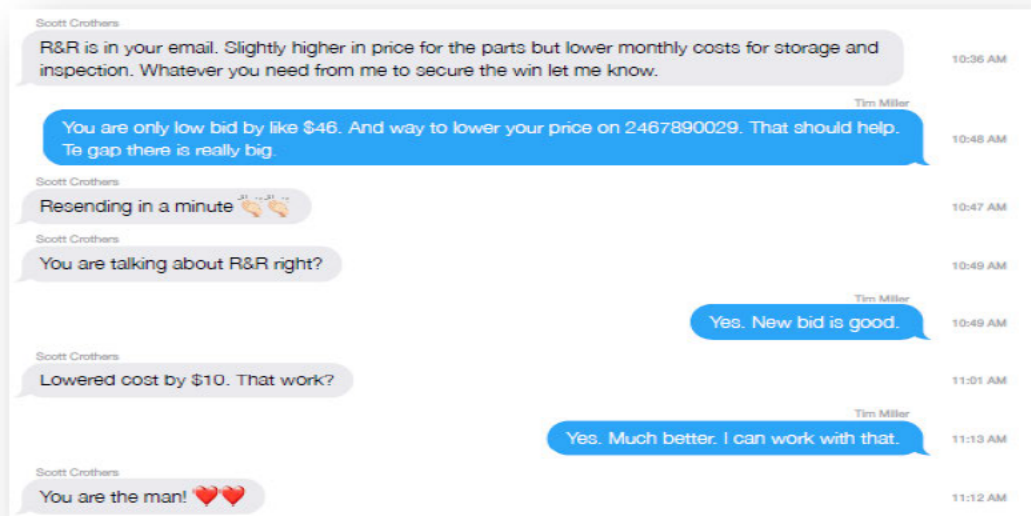 Scott Crothers
R&R is in your email. Slightly higher in price for the parts but lower monthly costs for storage and
inspection. Whatever you need from me to secure the win let me know.
10:36 AM
Tim Miller
You are only low bid by like $46. And way to lower your price on 2467890029. That should help.
Te gap there is really big.
10:48 AM
Scott Crothers
Resending in a minute 👏🏻👏🏻
10:47 AM
Scott Crothers
You are talking about R&R right?
10:49 AM
Tim Miller
Yes. New bid is good.
10:49 AM
Scott Crothers
Lowered cost by $10. That work?
11:01 AM
Tim Miller
Yes. Much better. I can work with that.
11:13 AM
Scott Crothers
You are the man! ❤️❤️
11:12 AM